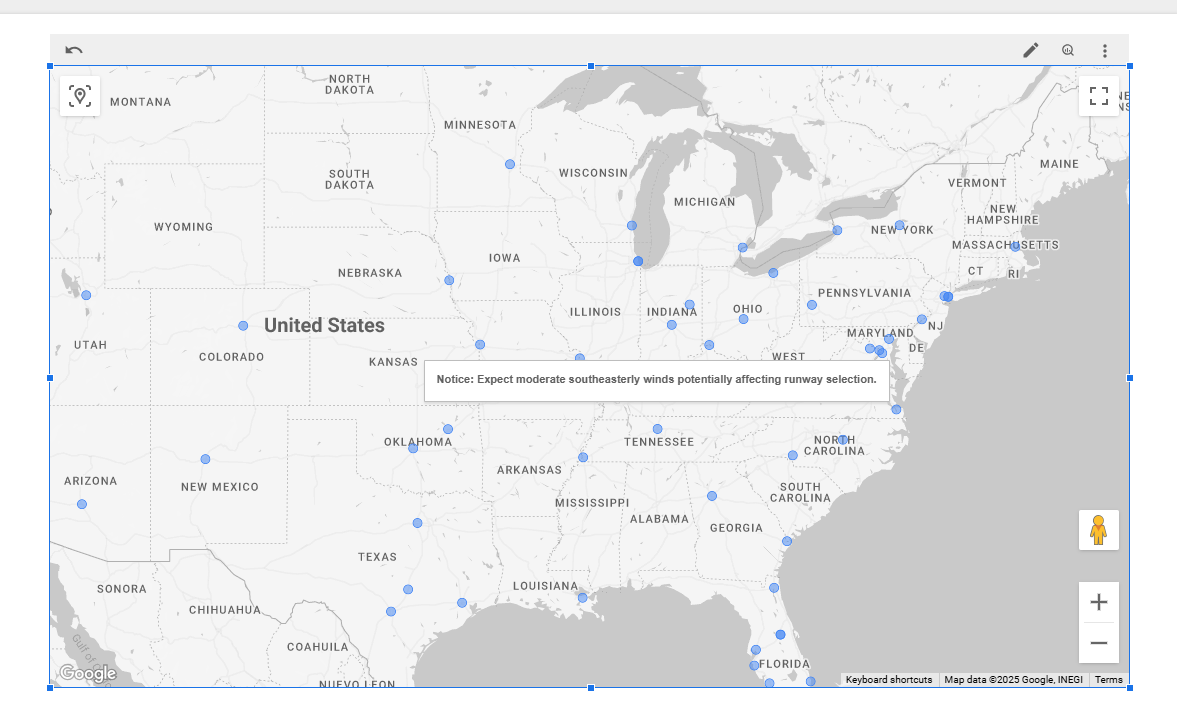 NORTH
DAKOTA
MONTANA
MINNESOTA
MAINE
WISCONSIN
SOUTH
DAKOTA
VERMONT
MICHIGAN
NEW
HAMPSHIRE
WYOMING
NEW YORK
MASSACHUSETTS
IOWA
NEBRASKA
CT
RI
PENNSYLVANIA
ILLINOIS
INDIANA
OHIO
United States
NJ
MARYLAND
UTAH
DE
COLORADO
KANSAS
WEST
Notice: Expect moderate southeasterly winds potentially affecting runway selection.
OKLAHOMA
TENNESSEE
NORTH
CAROLINA
ARKANSAS
ARIZONA
NEW MEXICO
SOUTH
CAROLINA
MISSISSIPPI
ALABAMA
GEORGIA
TEXAS
LOUISIANA
SONORA
CHIHUAHUA
COAHUILA
Gulf of
FLORIDA
Google
NUEVO LEON
Keyboard shortcuts
Map data ©2025 Google, INEGI
Terms